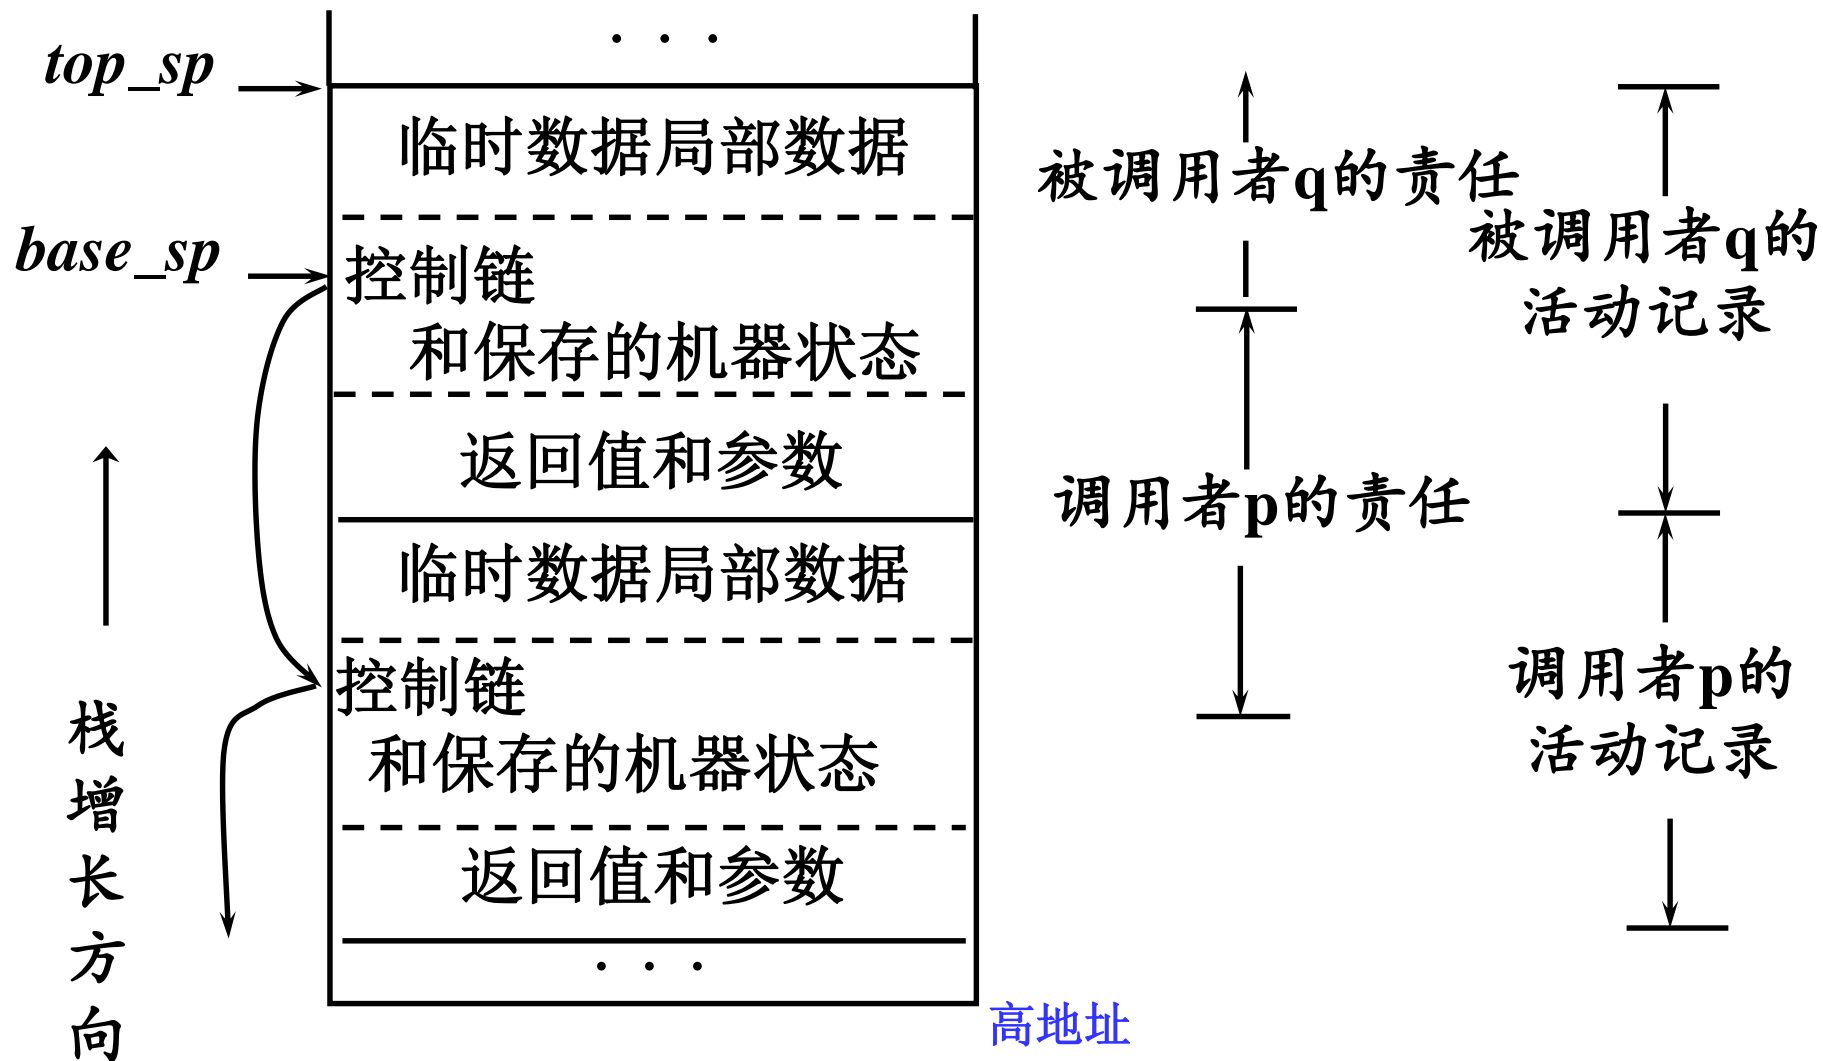 . . .
top_sp
临时数据局部数据
base_sp
控制链
和保存的机器状态
返回值和参数
临时数据局部数据
控制链
和保存的机器状态
返回值和参数
. . .
高地址
栈增长方向
被调用者q的责任
调用者p的责任
被调用者q的
活动记录
调用者p的
活动记录